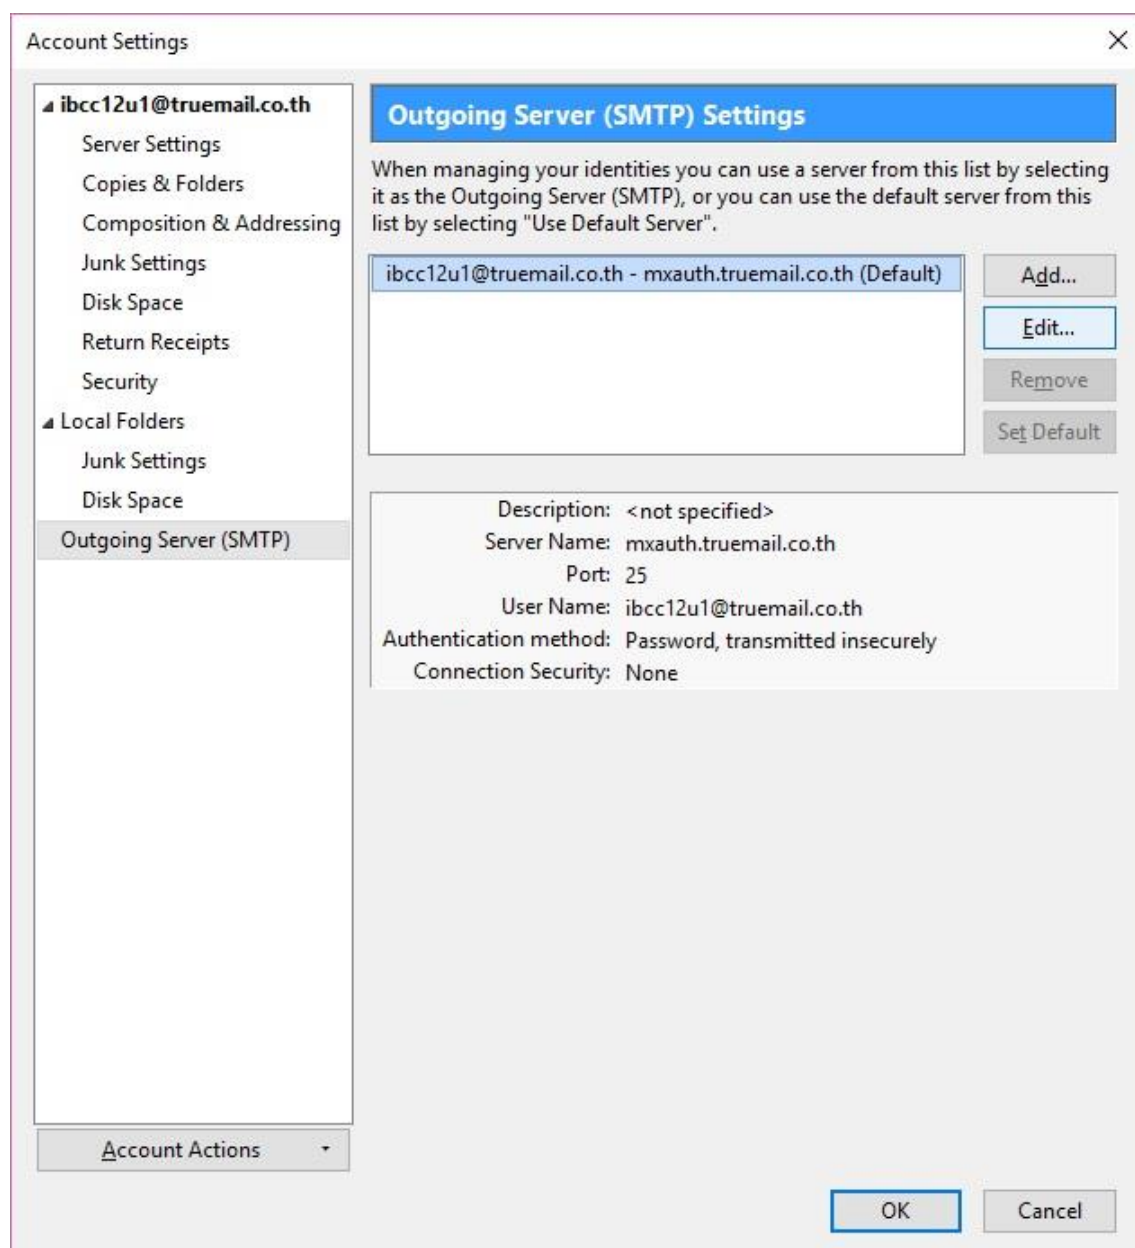 Account Settings
ibcc12u1@truemail.co.th
Server Settings
Copies & Folders
Composition & Addressing
Junk Settings
Disk Space
Return Receipts
Security
Local Folders
Junk Settings
Disk Space
Outgoing Server (SMTP)
Account Actions
Outgoing Server (SMTP) Settings
When managing your identities you can use a server from this list by selecting
it as the Outgoing Server (SMTP), or you can use the default server from this
list by selecting "Use Default Server".
ibcc12u1@truemail.co.th - mxauth.truemail.co.th (Default)
Add...
Edit...
Remove
Set Default
Description: <not specified>
Server Name: mxauth.truemail.co.th
Port: 25
User Name: ibcc12u1@truemail.co.th
Authentication method: Password, transmitted insecurely
Connection Security: None
OK
Cancel